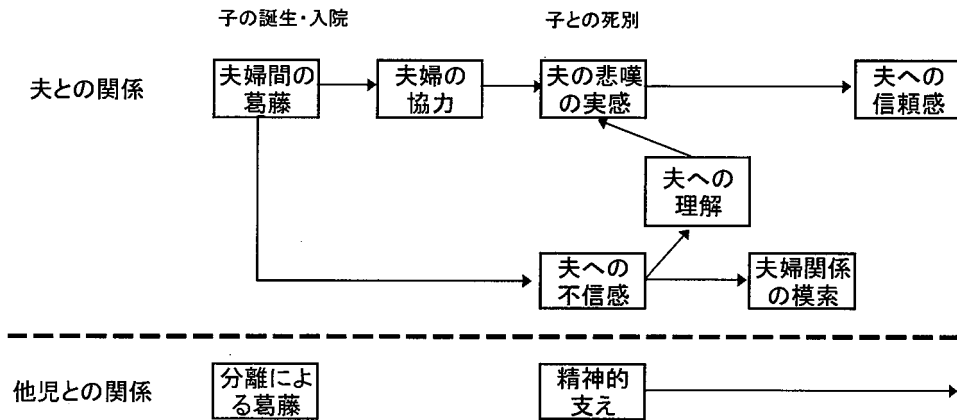 子の誕生・入院
子との死別
夫との関係
夫婦間の
葛藤
夫婦の
協力
夫の悲嘆
の実感
夫への
信頼感
夫への
理解
夫への
不信感
夫婦関係
の模索
他児との関係
分離によ
る葛藤
精神的
支え